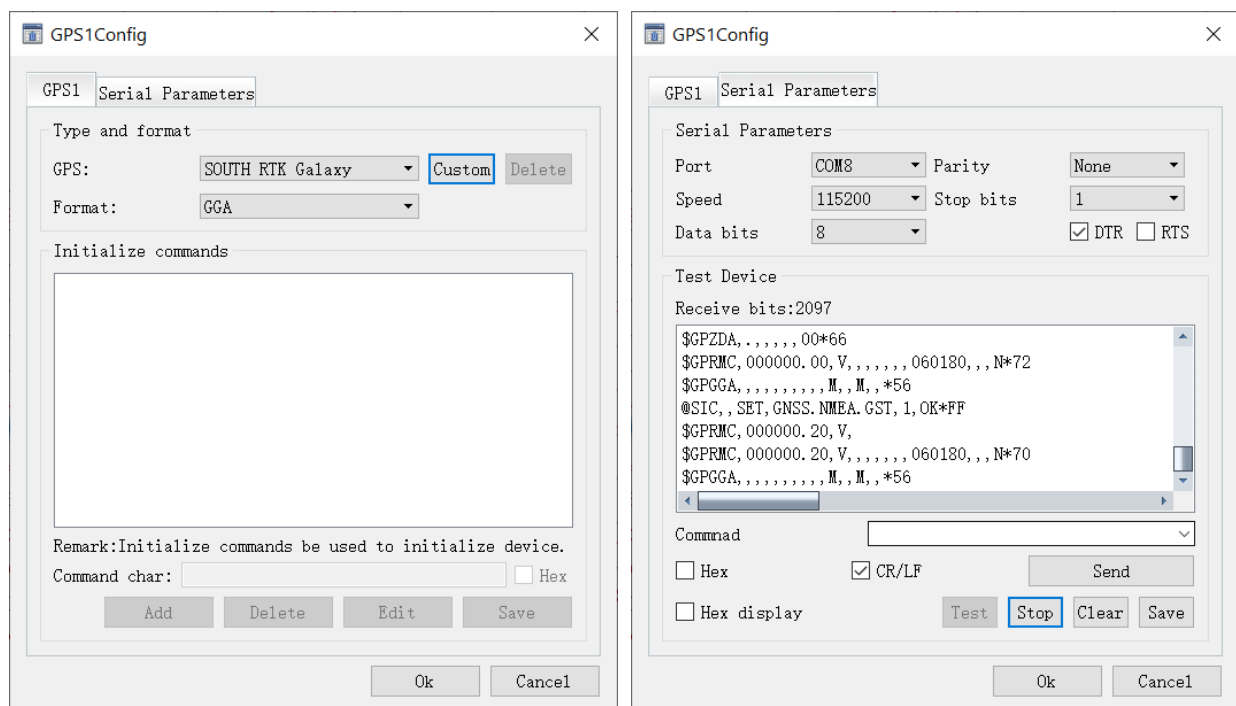 GPS1Config
GPS1
Serial Parameters
Type and format
GPS:
SOUTH RTK Galaxy
Custom
Delete
Format:
GGA
Initialize commands
Remark:Initialize commands be used to initialize device.
Command char:
Hex
Add
Delete
Edit
Save
Ok
Cancel
GPS1Config
GPS1
Serial Parameters
Serial Parameters
Port
COM8
Parity
None
Speed
115200
Stop bits
1
Data bits
8
DTR
RTS
Test Device
Receive bits:2097
$GPZDA,.,,,,,00*66
$GPRMC,000000.00,V,,,,,,,060180,,,N*72
$GPGGA,,,,,,,,,,M,,M,,*56
@SIC,,SET,GNSS.NMEA.GST,1,OK*FF
$GPRMC,000000.20,V,
$GPRMC,000000.20,V,,,,,,,060180,,,N*70
$GPGGA,,,,,,,,,,M,,M,,*56
Commnad
Hex
CR/LF
Send
Hex display
Test
Stop
Clear
Save
Ok
Cancel